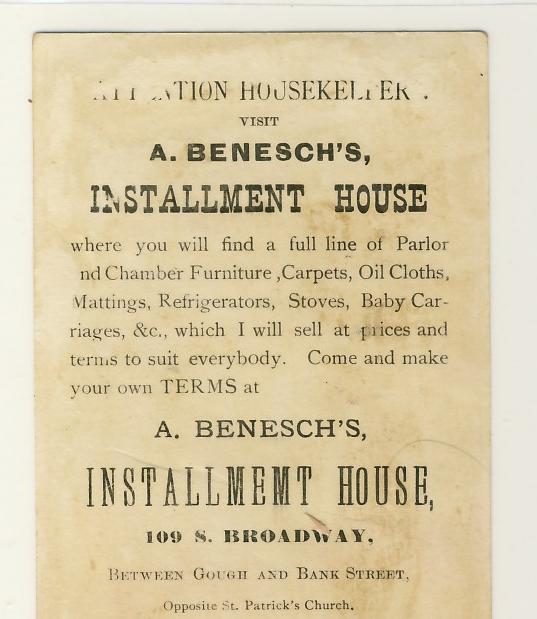 ATTENTION HOUSEKEEPERS.
VISIT
A. BENESCH'S,
INSTALLMENT HOUSE
where you will find a full line of Parlor
nd Chamber Furniture ,Carpets, Oil Cloths,
Mattings, Refrigerators, Stoves, Baby Car-
riages, &c., which I will sell at prices and
terms to suit everybody. Come and make
your own TERMS at
A. BENESCH'S,
INSTALLMEMT HOUSE,
109 S. BROADWAY,
BETWEEN GOUGH AND BANK STREET,
Opposite St. Patrick's Church.